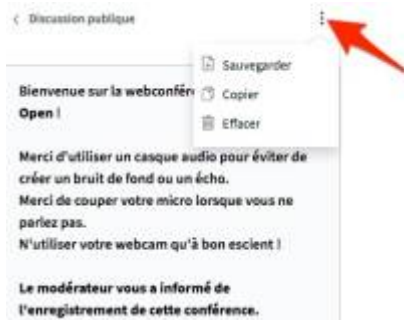 Discussion publique
Sauvegarder
Copier
Effacer
Bienvenue sur la webconfére
Open !
Merci d'utiliser un casque audio pour éviter de
créer un bruit de fond ou un écho.
Merci de couper votre micro lorsque vous ne
parlez pas.
N'utiliser votre webcam qu'à bon escient !
Le modérateur vous a informé de
l'enregistrement de cette conférence.